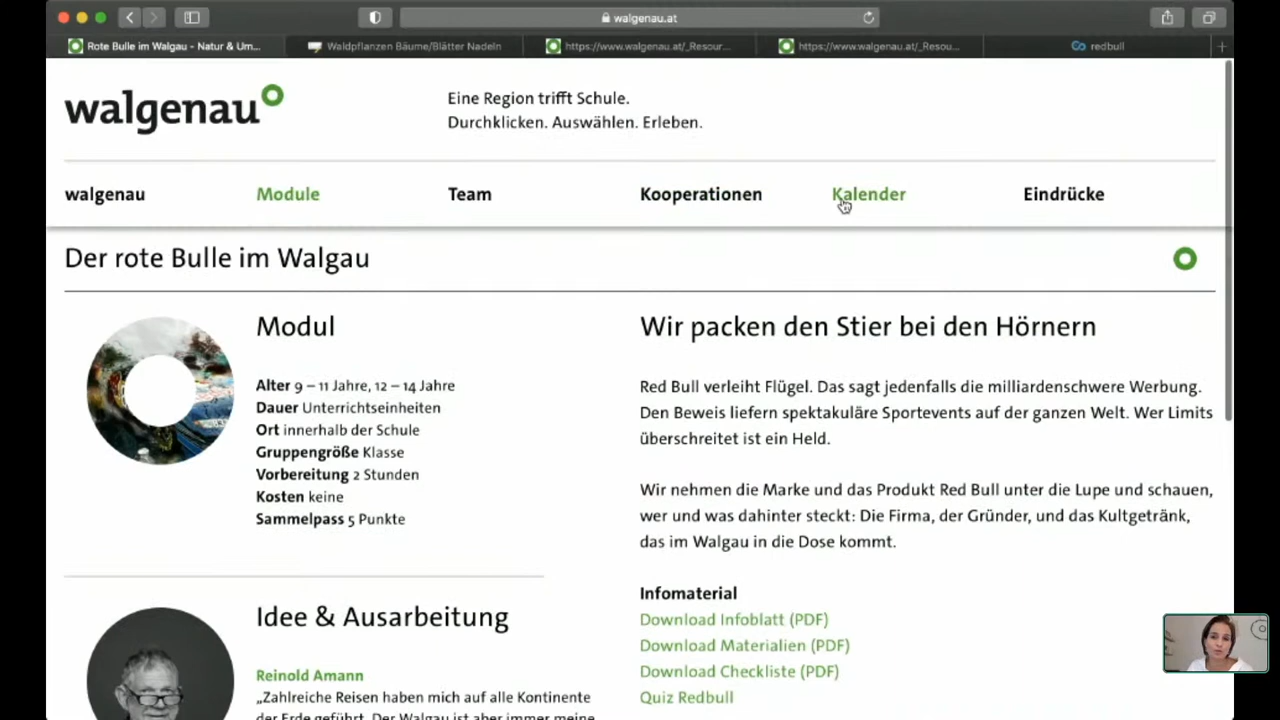 walgenau.at
Rote Bulle im Walgau - Natur & Um...
Waldpflanzen Bäume/Blätter Nadeln
https://www.walgenau.at/_Resour...
https://www.walgenau.at/_Resou...
redbull
walgenau
Eine Region trifft Schule.
Durchklicken. Auswählen. Erleben.
walgenau
Module
Team
Kooperationen
Kalender
Eindrücke
Der rote Bulle im Walgau
Modul
Alter 9 – 11 Jahre, 12 – 14 Jahre
Dauer Unterrichtseinheiten
Ort innerhalb der Schule
Gruppengröße Klasse
Vorbereitung 2 Stunden
Kosten keine
Sammelpass 5 Punkte
Idee & Ausarbeitung
Reinold Amann
„Zahlreiche Reisen haben mich auf alle Kontinente
der Erde geführt. Der Walgau ist aber immer meine
Wir packen den Stier bei den Hörnern
Red Bull verleiht Flügel. Das sagt jedenfalls die milliardenschwere Werbung.
Den Beweis liefern spektakuläre Sportevents auf der ganzen Welt. Wer Limits
überschreitet ist ein Held.
Wir nehmen die Marke und das Produkt Red Bull unter die Lupe und schauen,
wer und was dahinter steckt: Die Firma, der Gründer, und das Kultgetränk,
das im Walgau in die Dose kommt.
Infomaterial
Download Infoblatt (PDF)
Download Materialien (PDF)
Download Checkliste (PDF)
Quiz Redbull